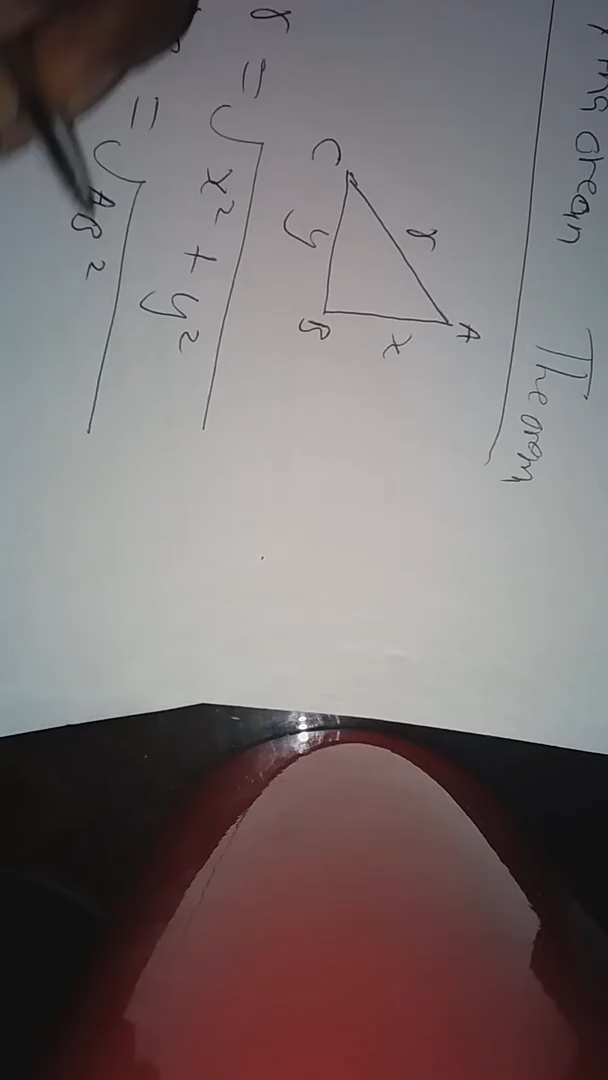 Theorem
A
r
x
C
y
B
r = √x² + y²
= √AB²